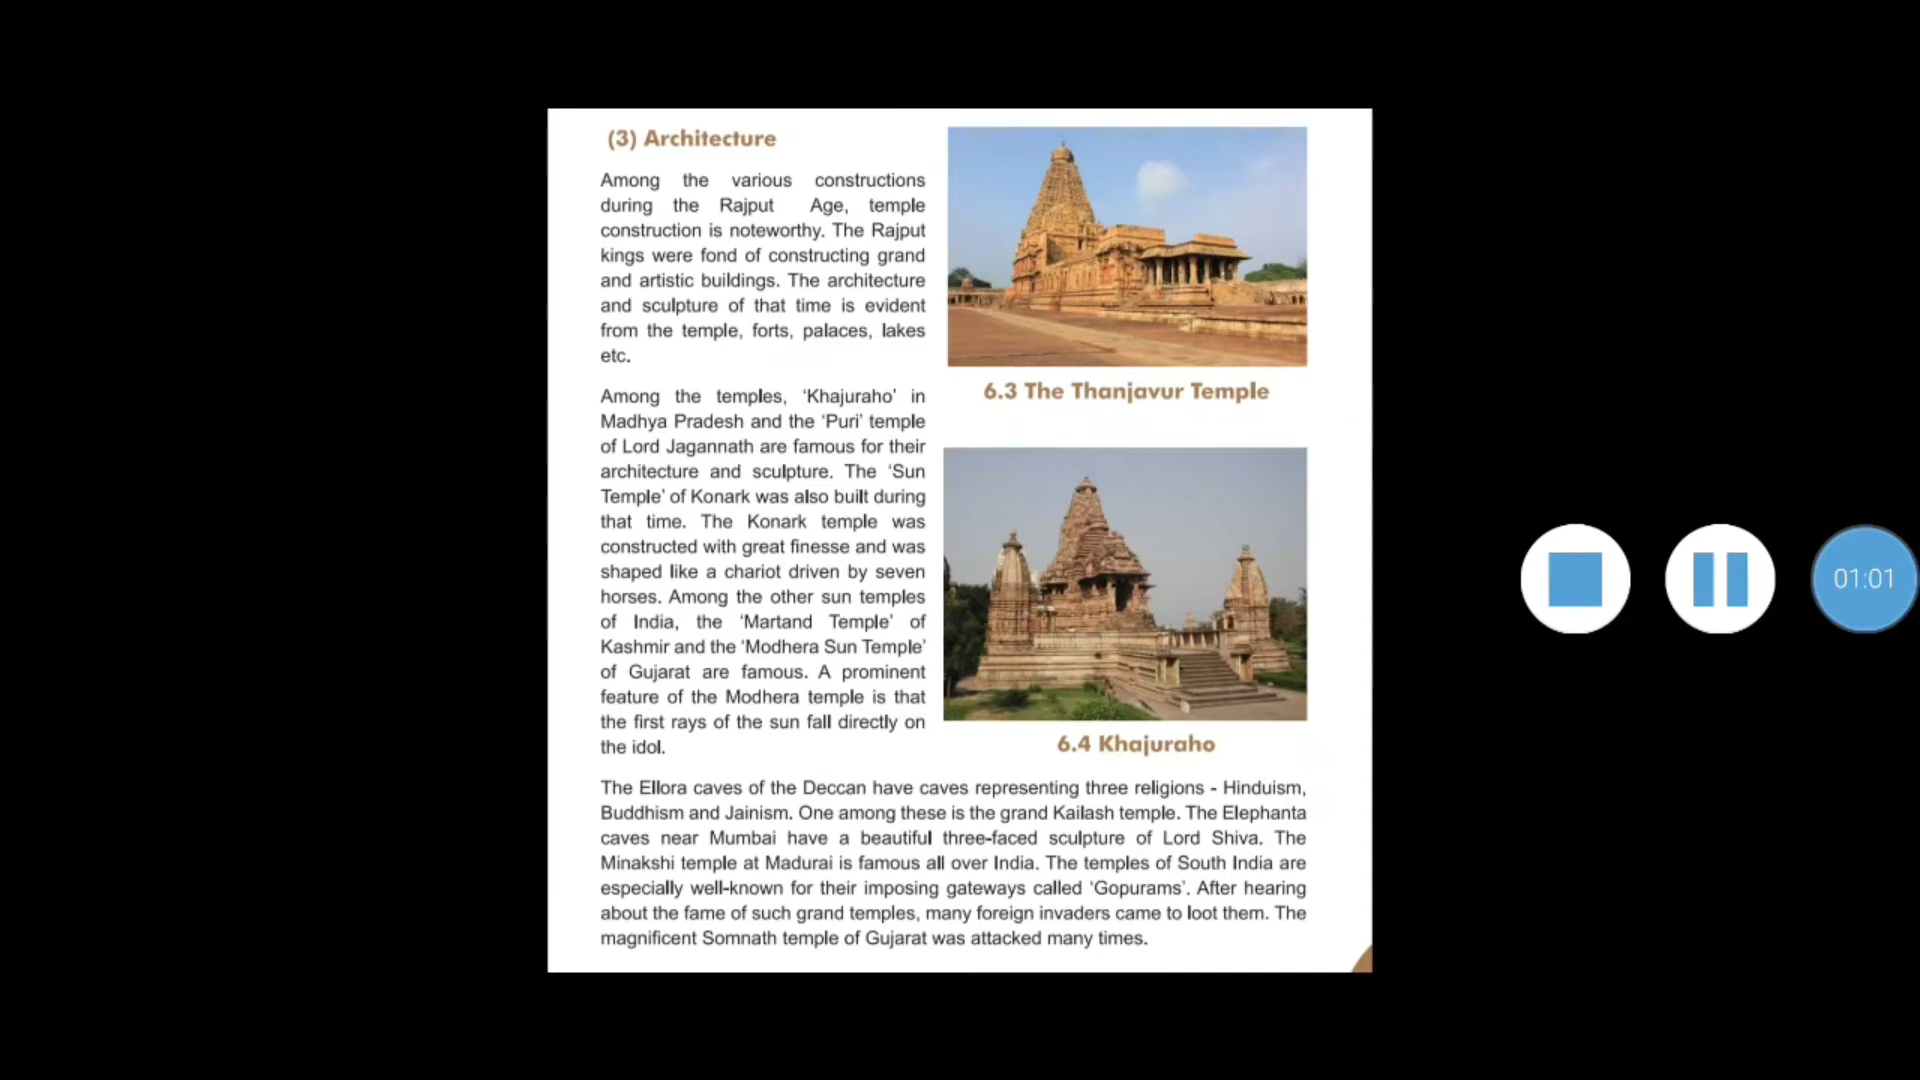 (3) Architecture
Among the various constructions
during the Rajput Age, temple
construction is noteworthy. The Rajput
kings were fond of constructing grand
and artistic buildings. The architecture
and sculpture of that time is evident
from the temple, forts, palaces, lakes
etc.
Among the temples, ‘Khajuraho’ in
Madhya Pradesh and the ‘Puri’ temple
of Lord Jagannath are famous for their
architecture and sculpture. The ‘Sun
Temple’ of Konark was also built during
that time. The Konark temple was
constructed with great finesse and was
shaped like a chariot driven by seven
horses. Among the other sun temples
of India, the ‘Martand Temple’ of
Kashmir and the ‘Modhera Sun Temple’
of Gujarat are famous. A prominent
feature of the Modhera temple is that
the first rays of the sun fall directly on
the idol.
6.3 The Thanjavur Temple
6.4 Khajuraho
The Ellora caves of the Deccan have caves representing three religions - Hinduism,
Buddhism and Jainism. One among these is the grand Kailash temple. The Elephanta
caves near Mumbai have a beautiful three-faced sculpture of Lord Shiva. The
Minakshi temple at Madurai is famous all over India. The temples of South India are
especially well-known for their imposing gateways called ‘Gopurams’. After hearing
about the fame of such grand temples, many foreign invaders came to loot them. The
magnificent Somnath temple of Gujarat was attacked many times.
01:01